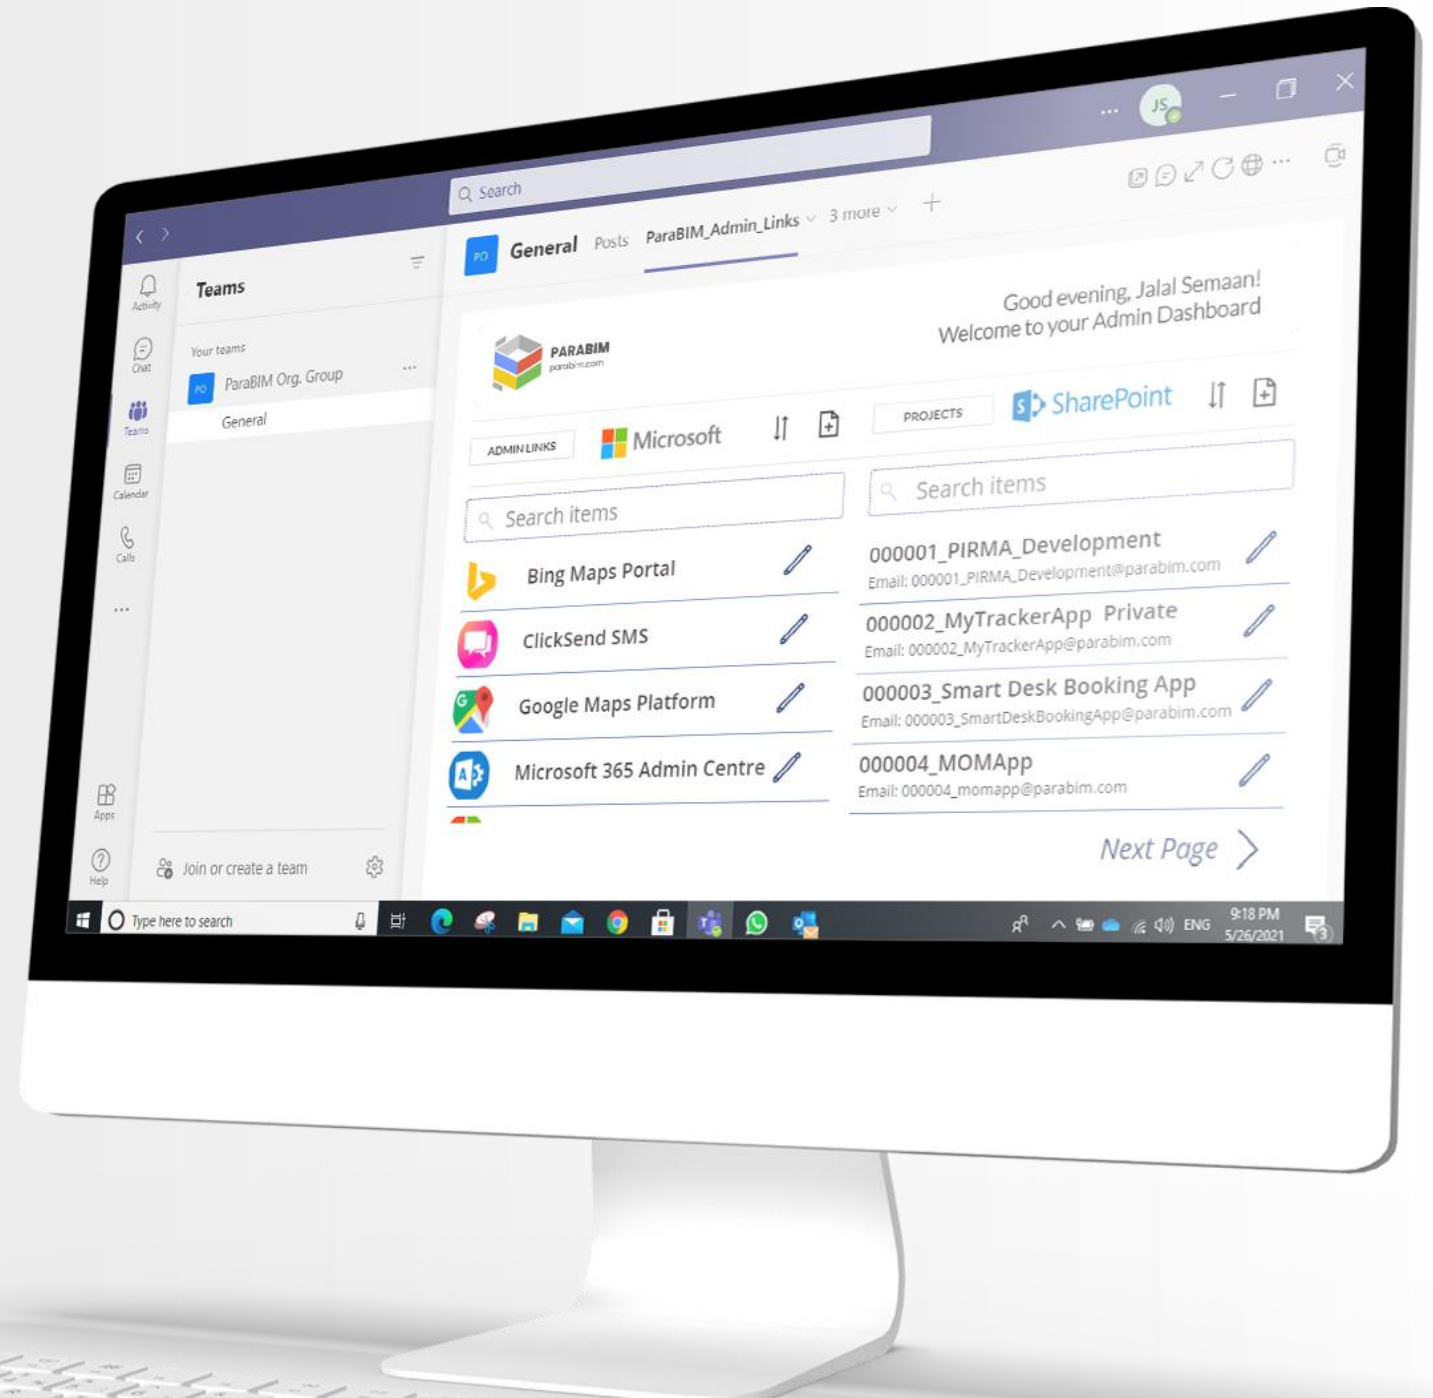 Search
JS
Activity
Chat
Teams
Calendar
Calls
Apps
Help
Teams
Your teams
PO ParaBIM Org. Group
General
Join or create a team
PO General Posts ParaBIM_Admin_Links 3 more
PARABIM
parabim.com
Good evening, Jalal Semaan!
Welcome to your Admin Dashboard
ADMIN LINKS Microsoft
Search items
Bing Maps Portal
ClickSend SMS
G Google Maps Platform
A Microsoft 365 Admin Centre
PROJECTS S SharePoint
Search items
000001_PIRMA_Development
Email: 000001_PIRMA_Development@parabim.com
000002_MyTrackerApp Private
Email: 000002_MyTrackerApp@parabim.com
000003_Smart Desk Booking App
Email: 000003_SmartDeskBookingApp@parabim.com
000004_MOMApp
Email: 000004_momapp@parabim.com
Next Page
Type here to search
ENG
9:18 PM
5/26/2021
3